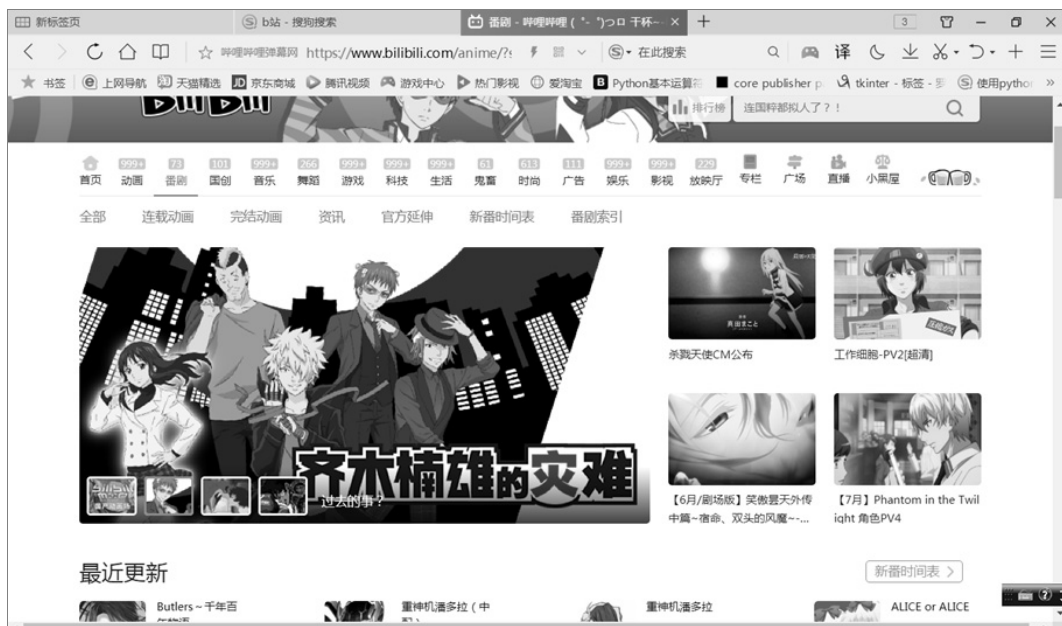 新标签页
b站 - 搜狗搜索
番剧 - 哔哩哔哩 ( ゜- ゜)つロ 干杯~-
3
哔哩哔哩弹幕网 https://www.bilibili.com/anime/?s
在此搜索
译
书签
上网导航
天猫精选
京东商城
腾讯视频
游戏中心
热门影视
爱淘宝
Python基本运算符
core publisher p
tkinter - 标签 - 罗
使用pytho
排行榜
连国粹都拟人了？！
999+ 73 101 999+ 266 999+ 999+ 999+ 61 613 111 999+ 999+ 229
首页 动画 番剧 国创 音乐 舞蹈 游戏 科技 生活 鬼畜 时尚 广告 娱乐 影视 放映厅 专栏 广场 直播 小黑屋
全部 连载动画 完结动画 资讯 官方延伸 新番时间表 番剧索引
齐木楠雄的灾难
过去的事？
杀戮天使CM公布
工作细胞-PV2[超清]
【6月/剧场版】笑傲曇天外传
中篇~宿命、双头的风魔~-...
【7月】Phantom in the Twil
ight 角色PV4
最近更新
新番时间表
Butlers～千年百
重神机潘多拉（中
重神机潘多拉
ALICE or ALICE